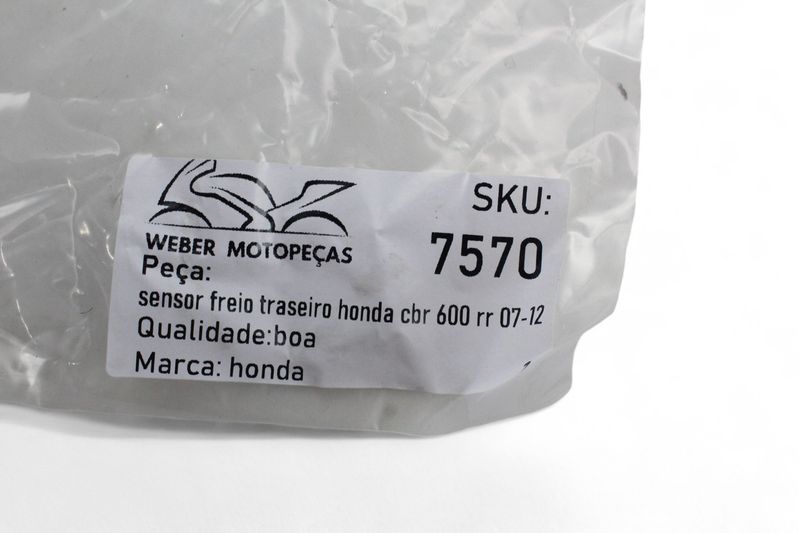 SKU:
7570
WEBER MOTOPEÇAS
Peça:
sensor freio traseiro honda cbr 600 rr 07-12
Qualidade:boa
Marca: honda